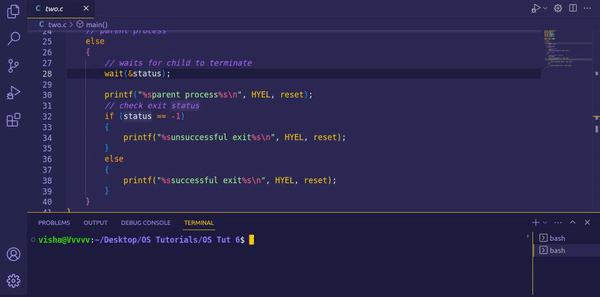 two.c
two.c > main()
24 // parent process
25 else
26 {
27 // waits for child to terminate
28 wait(&status);
29
30 printf("%sparent process%s\n", HYEL, reset);
31 // check exit status
32 if (status == -1)
33 {
34 printf("%sunsuccessful exit%s\n", HYEL, reset);
35 }
36 else
37 {
38 printf("%ssuccessful exit%s\n", HYEL, reset);
39 }
40 }
41 }
PROBLEMS OUTPUT DEBUG CONSOLE TERMINAL
visha@Vvvvv:~/Desktop/OS Tutorials/OS Tut 6$
bash
bash